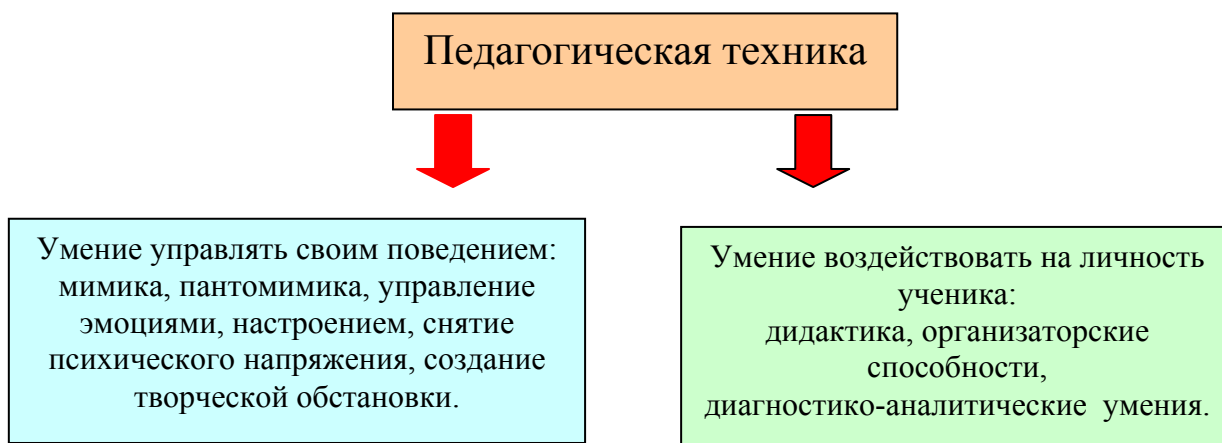 Педагогическая техника
Умение управлять своим поведением:
мимика, пантомимика, управление
эмоциями, настроением, снятие
психического напряжения, создание
творческой обстановки.
Умение воздействовать на личность
ученика:
дидактика, организаторские
способности,
диагностико-аналитические умения.